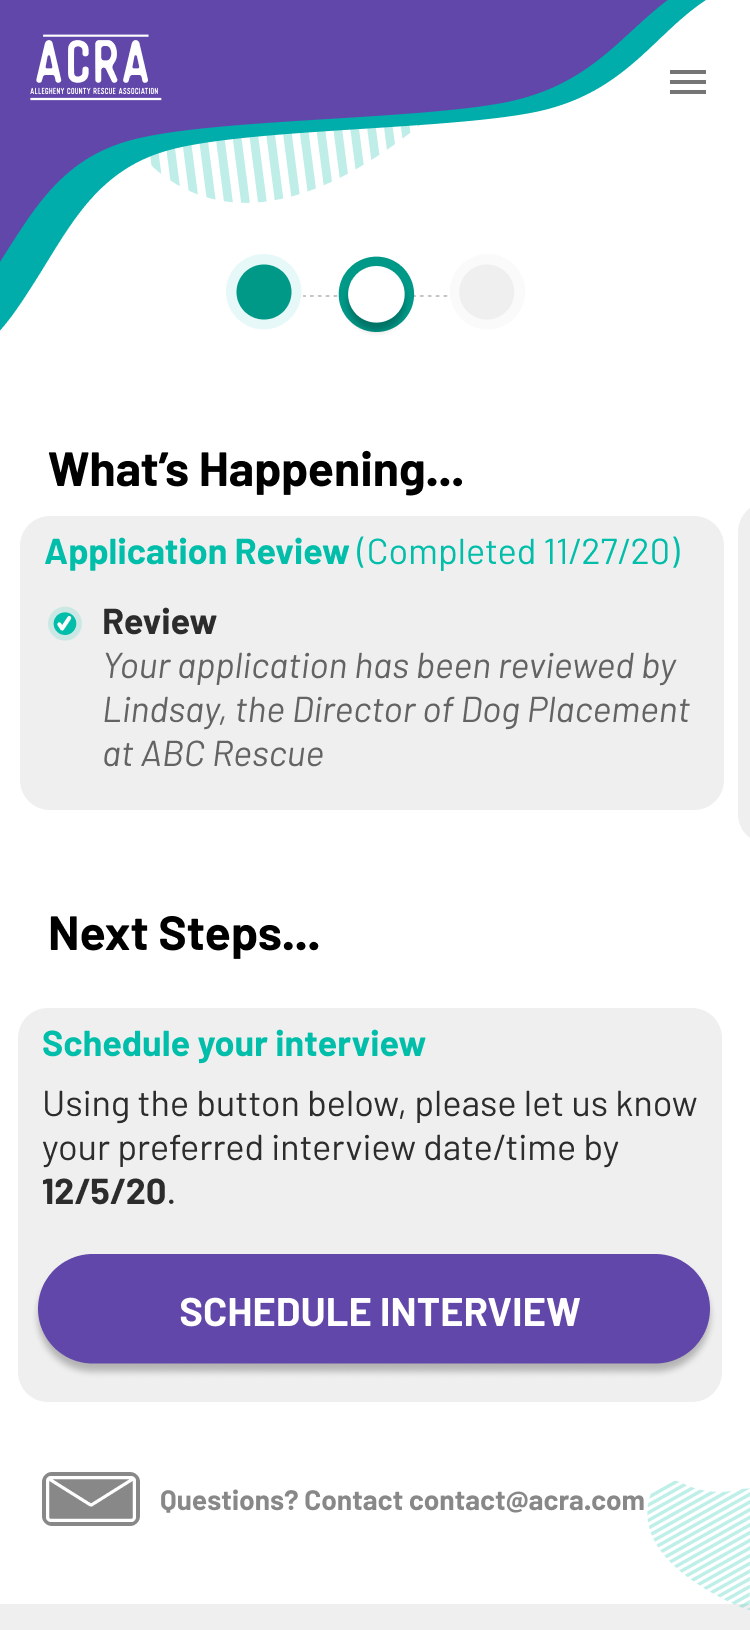 ACRA
ALLEGHENY COUNTY RESCUE ASSOCIATION
What’s Happening...
Application Review (Completed 11/27/20)
Review
Your application has been reviewed by
Lindsay, the Director of Dog Placement
at ABC Rescue
Next Steps...
Schedule your interview
Using the button below, please let us know
your preferred interview date/time by
12/5/20.
SCHEDULE INTERVIEW
Questions? Contact contact@acra.com